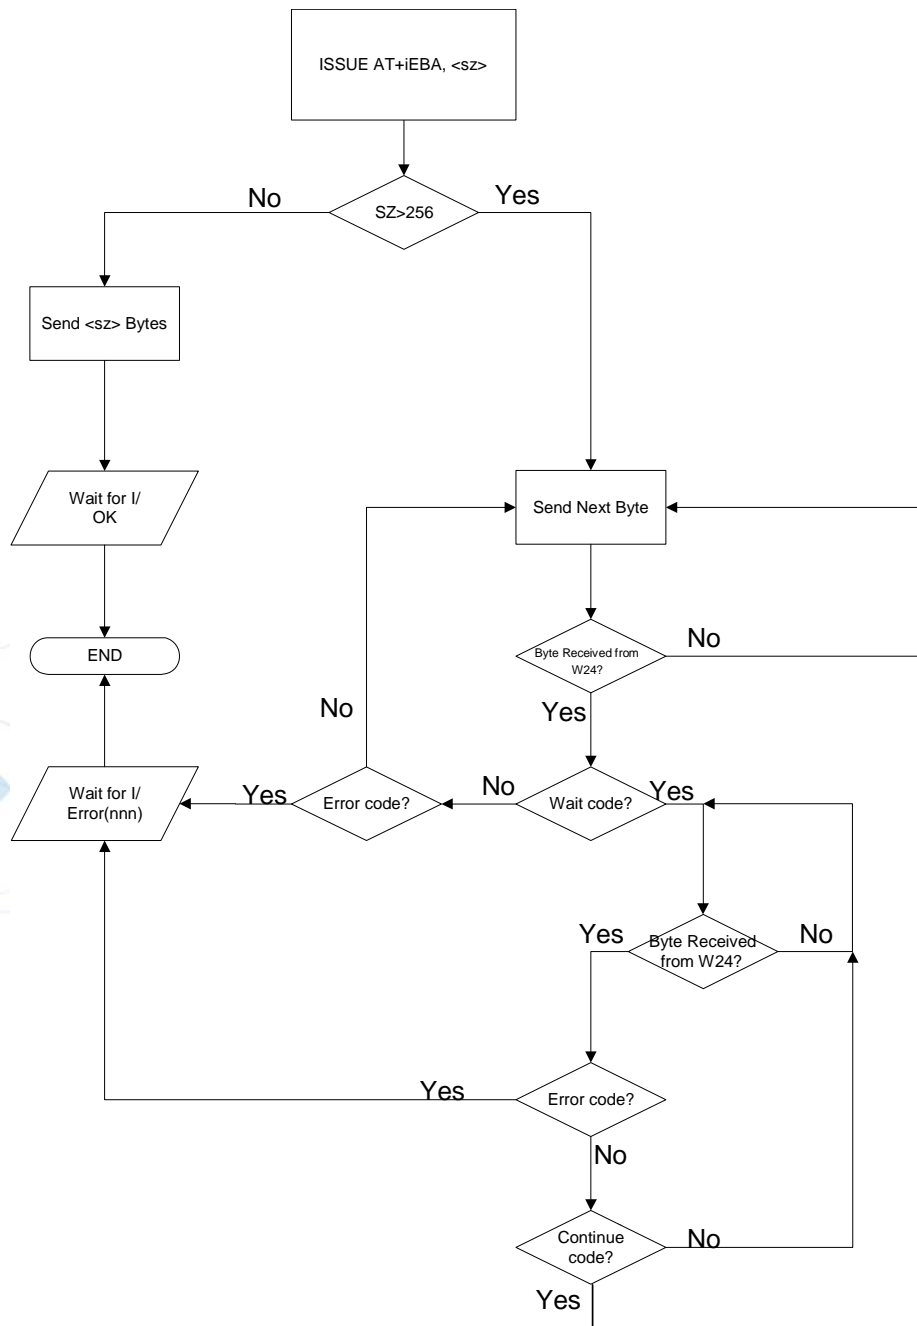 ISSUE AT+iEBA, <sz>
No
Yes
SZ>256
Send <sz> Bytes
Wait for I/
OK
Send Next Byte
END
Byte Received from
W24?
No
Yes
No
Wait for I/
Error(nnn)
Yes
Error code?
No
Wait code?
Yes
Yes
Byte Received
from W24?
No
Yes
Error code?
No
Continue
code?
No
Yes